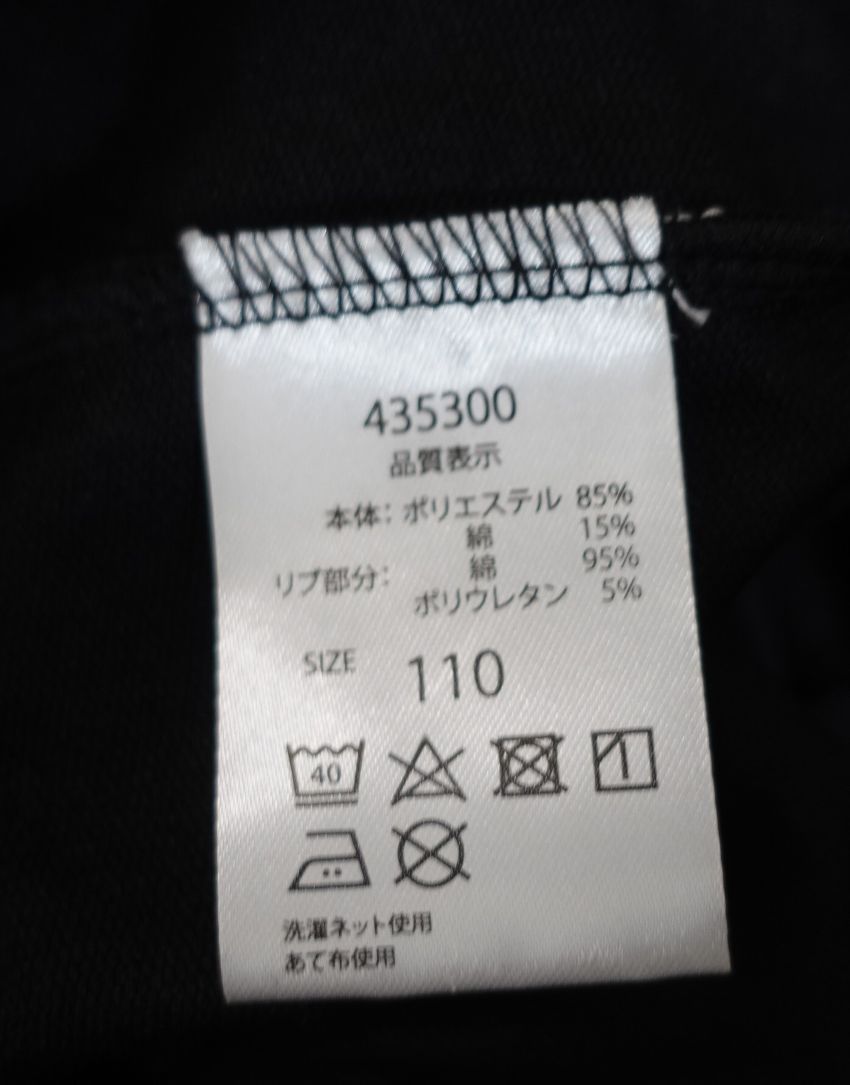 435300
品質表示
本体: ポリエステル 85%
綿 15%
リブ部分: 綿 95%
ポリウレタン 5%
SIZE 110
40
洗濯ネット使用
あて布使用